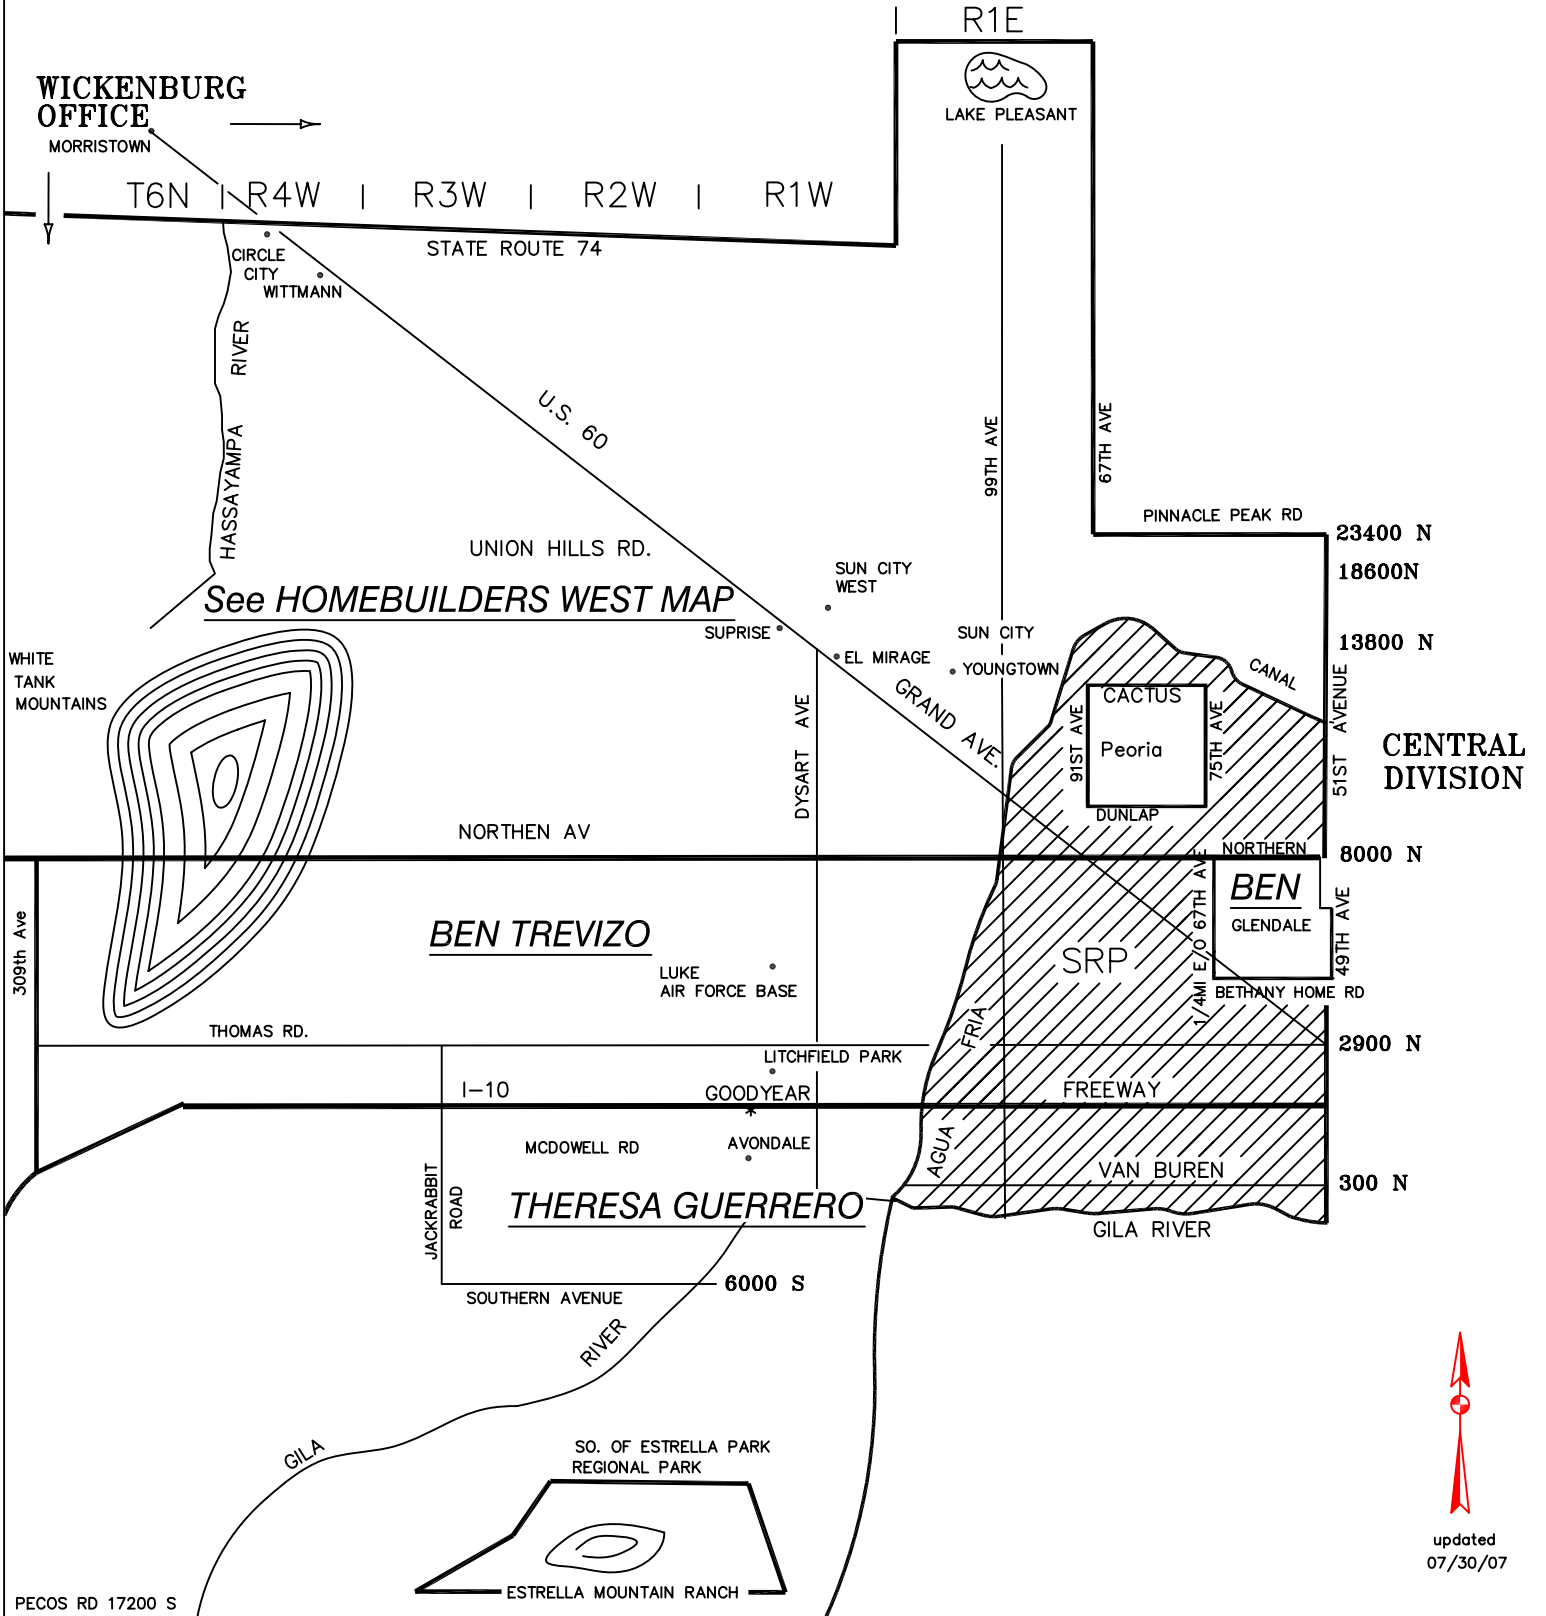 R1E
LAKE PLEASANT
WICKENBURG
OFFICE
MORRISTOWN
T6N
R4W
R3W
R2W
R1W
STATE ROUTE 74
CIRCLE
CITY
WITTMANN
HASSAYAMPA RIVER
U.S. 60
99TH AVE
67TH AVE
PINNACLE PEAK RD
23400 N
18600N
UNION HILLS RD.
SUN CITY
WEST
See HOMEBUILDERS WEST MAP
SUPRISE
SUN CITY
13800 N
EL MIRAGE
YOUNGTOWN
WHITE
TANK
MOUNTAINS
CANAL
GRAND AVE.
DYSART AVE
CACTUS
91ST AVE
Peoria
75TH AVE
51ST AVENUE
DUNLAP
CENTRAL
DIVISION
NORTHEN AV
NORTHERN
8000 N
BEN
GLENDALE
1/4MI E/O 67TH AVE
49TH AVE
BETHANY HOME RD
309th Ave
BEN TREVIZO
SRP
LUKE
AIR FORCE BASE
THOMAS RD.
2900 N
LITCHFIELD PARK
I-10
GOODYEAR
*
FREEWAY
AGUA FRIA
MCDOWELL RD
AVONDALE
VAN BUREN
300 N
JACKRABBIT
ROAD
THERESA GUERRERO
GILA RIVER
6000 S
SOUTHERN AVENUE
GILA RIVER
SO. OF ESTRELLA PARK
REGIONAL PARK
ESTRELLA MOUNTAIN RANCH
PECOS RD 17200 S
updated
07/30/07